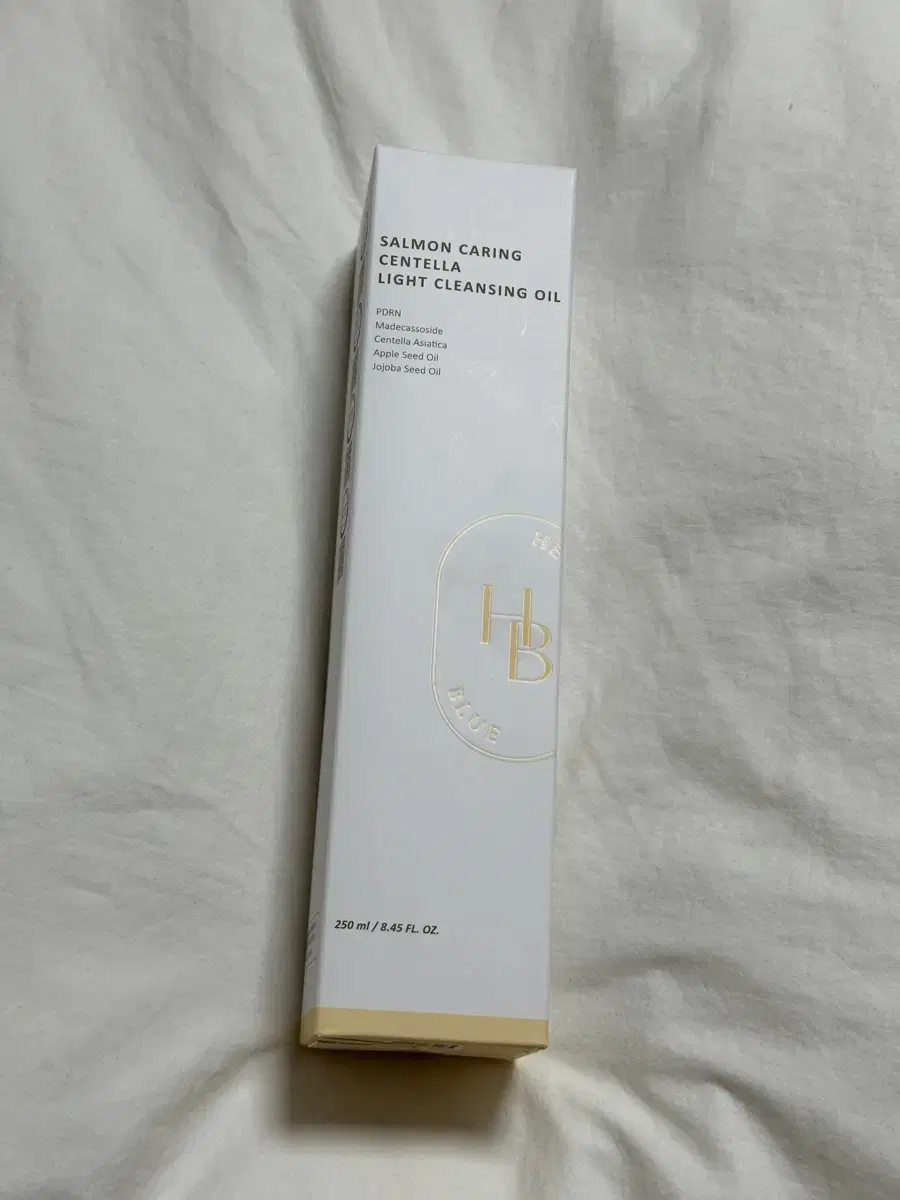 SALMON CARING
CENTELLA
LIGHT CLEANSING OIL
PDRN
Madecassoside
Centella Asiatica
Apple Seed Oil
Jojoba Seed Oil
HB
BLUE
250 ml / 8.45 FL. OZ.